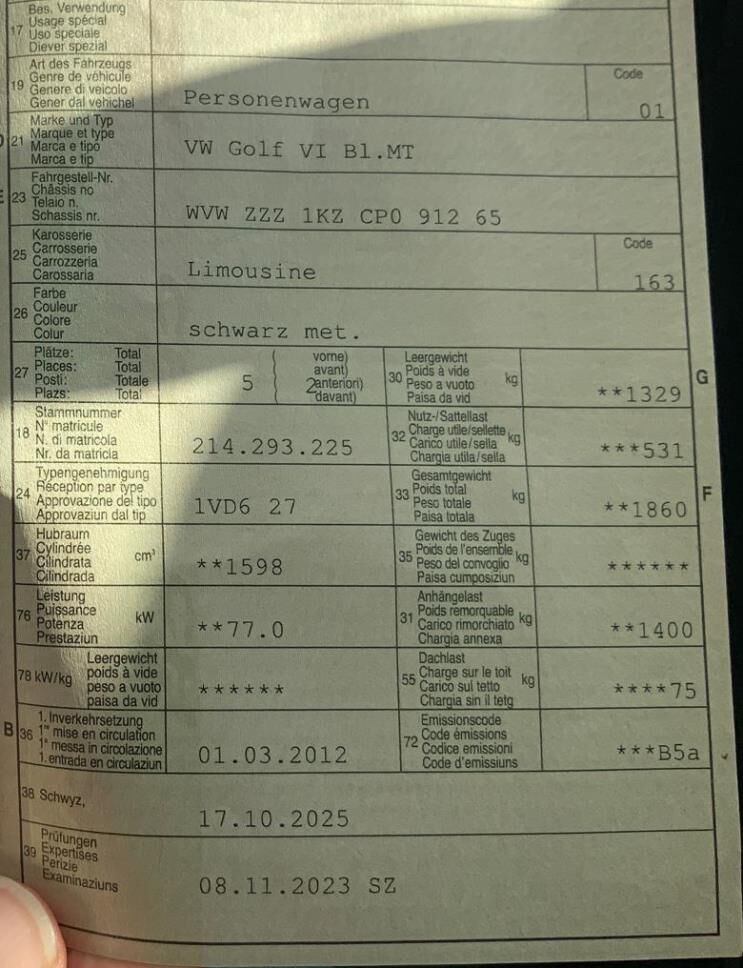 17 Bes. Verwendung
Usage spécial
Uso speciale
Diever spezial
19 Art des Fahrzeugs
Genre de véhicule
Genere di veicolo
Gener dal vehichel
Personenwagen
Code
01
21 Marke und Typ
Marque et type
Marca e tipo
Marca e tip
VW Golf VI Bl.MT
23 Fahrgestell-Nr.
Châssis no
Telaio n.
Schassis nr.
WVW ZZZ 1KZ CP0 912 65
25 Karosserie
Carrosserie
Carrozzeria
Carossaria
Limousine
Code
163
26 Farbe
Couleur
Colore
Colur
schwarz met.
27 Plätze: Total
Places: Total
Posti: Totale
Plazs: Total
5
vorne)
avant)
2 anteriori)
davant)
30 Leergewicht
Poids à vide
Peso a vuoto
Paisa da vid
kg
**1329
G
18 Stammnummer
N° matricule
N. di matricola
Nr. da matricla
214.293.225
32 Nutz-/Sattellast
Charge utile/sellette
Carico utile/sella
Chargia utila/sella
kg
***531
24 Typengenehmigung
Réception par type
Approvazione del tipo
Approvaziun dal tip
1VD6 27
33 Gesamtgewicht
Poids total
Peso totale
Paisa totala
kg
**1860
F
37 Hubraum
Cylindrée
Cilindrata
Cilindrada
cm³
**1598
35 Gewicht des Zuges
Poids de l'ensemble
Peso del convoglio
Paisa cumposiziun
kg
******
76 Leistung
Puissance
Potenza
Prestaziun
kW
**77.0
31 Anhängelast
Poids remorquable
Carico rimorchiato
Chargia annexa
kg
**1400
78 kW/kg
Leergewicht
poids à vide
peso a vuoto
paisa da vid
******
55 Dachlast
Charge sur le toit
Carico sul tetto
Chargia sin il tetg
kg
****75
B 36 1. Inverkehrsetzung
1re mise en circulation
1a messa in circolazione
1. entrada en circulaziun
01.03.2012
72 Emissionscode
Code émissions
Codice emissioni
Code d'emissiuns
***B5a
38 Schwyz,
17.10.2025
39 Prüfungen
Expertises
Perizie
Examinaziuns
08.11.2023 SZ